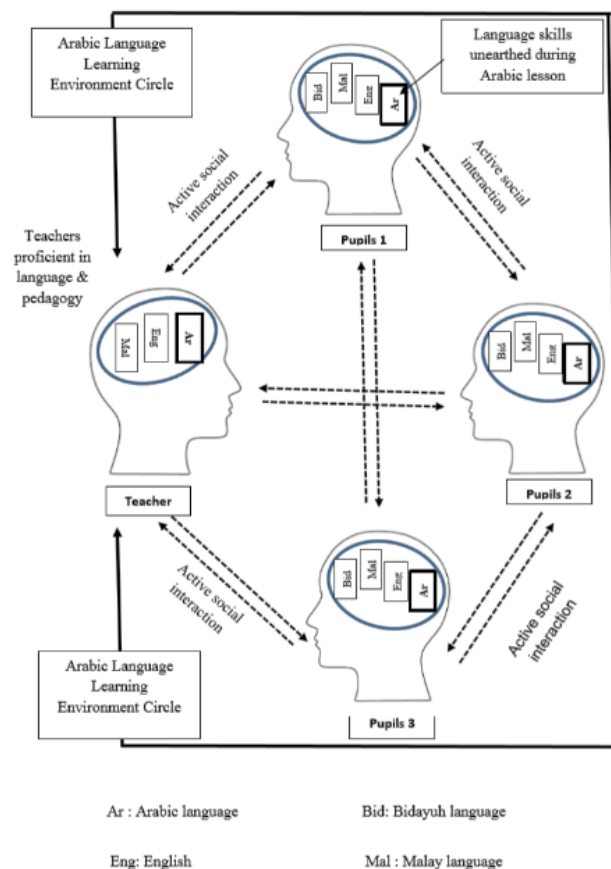 Arabic Language
Learning
Environment Circle
Language skills
unearthed during
Arabic lesson
Bid
Mal
Eng
Ar
Active social
interaction
Active social
interaction
Pupils 1
Teachers
proficient in
language &
pedagogy
Mal
Eng
Ar
Bid
Mal
Eng
Ar
Teacher
Pupils 2
Bid
Mal
Eng
Ar
Active social
interaction
Active social
interaction
Arabic Language
Learning
Environment Circle
Pupils 3
Ar : Arabic language
Bid: Bidayuh language
Eng: English
Mal : Malay language